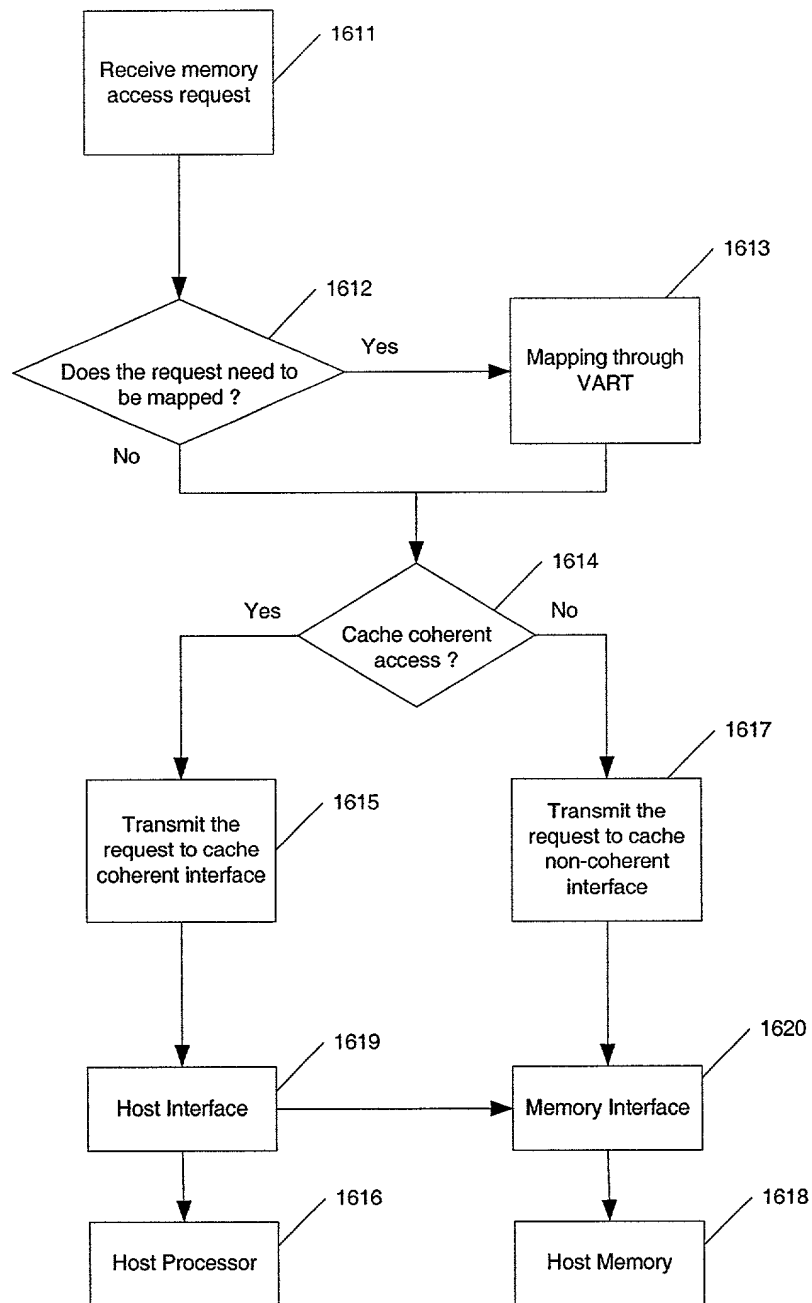 1611
Receive memory
access request
1613
1612
Yes
Does the request need to
be mapped ?
Mapping through
VART
No
1614
Yes
No
Cache coherent
access ?
1617
1615
Transmit the
request to cache
coherent interface
Transmit the
request to cache
non-coherent
interface
1619
1620
Host Interface
Memory Interface
1616
1618
Host Processor
Host Memory